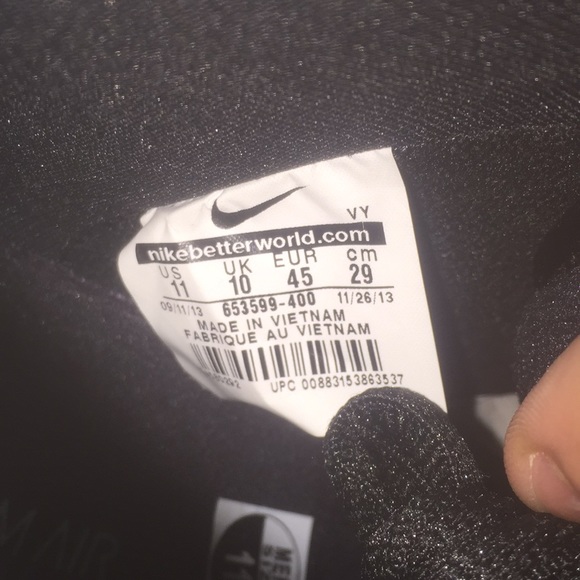 VY
nikebetterworld.com
US UK EUR cm
11 10 45 29
09/11/13 653599-400 11/26/13
MADE IN VIETNAM
FABRIQUE AU VIETNAM
UPC 00883153863537
AIR